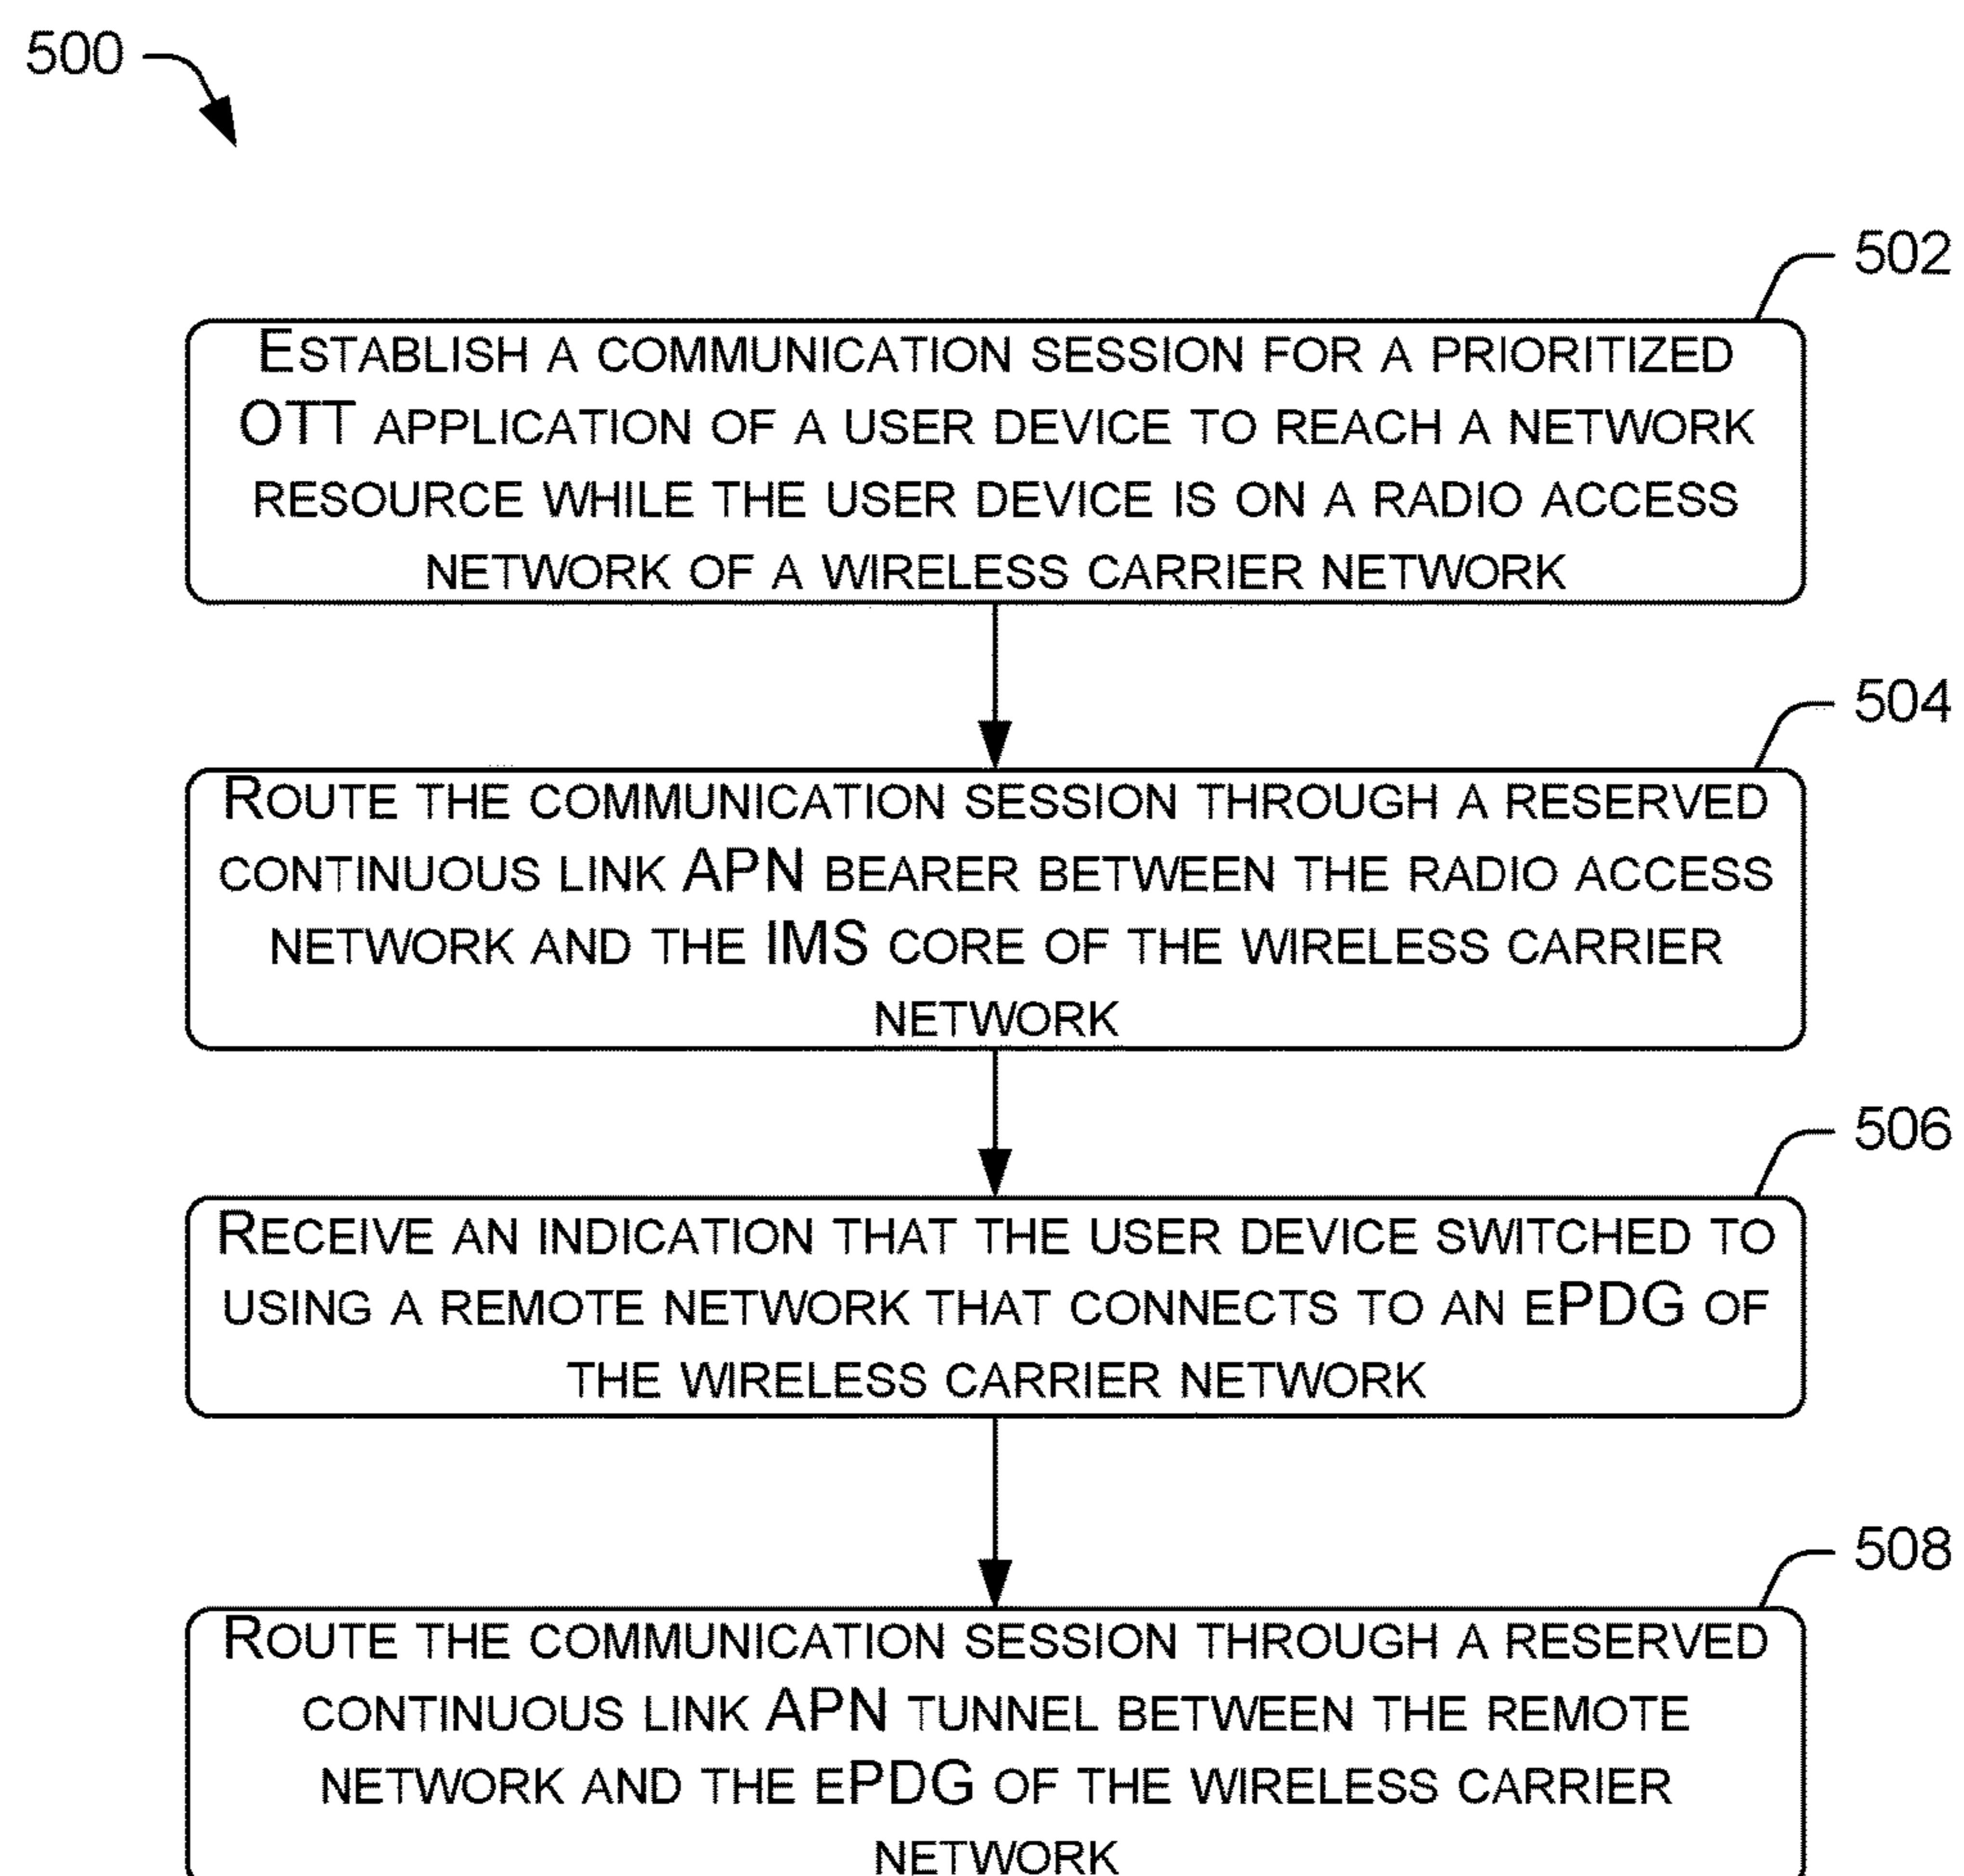 500
502
ESTABLISH A COMMUNICATION SESSION FOR A PRIORITIZED
OTT APPLICATION OF A USER DEVICE TO REACH A NETWORK
RESOURCE WHILE THE USER DEVICE IS ON A RADIO ACCESS
NETWORK OF A WIRELESS CARRIER NETWORK
504
ROUTE THE COMMUNICATION SESSION THROUGH A RESERVED
CONTINUOUS LINK APN BEARER BETWEEN THE RADIO ACCESS
NETWORK AND THE IMS CORE OF THE WIRELESS CARRIER
NETWORK
506
RECEIVE AN INDICATION THAT THE USER DEVICE SWITCHED TO
USING A REMOTE NETWORK THAT CONNECTS TO AN EPDG OF
THE WIRELESS CARRIER NETWORK
508
ROUTE THE COMMUNICATION SESSION THROUGH A RESERVED
CONTINUOUS LINK APN TUNNEL BETWEEN THE REMOTE
NETWORK AND THE EPDG OF THE WIRELESS CARRIER
NETWORK